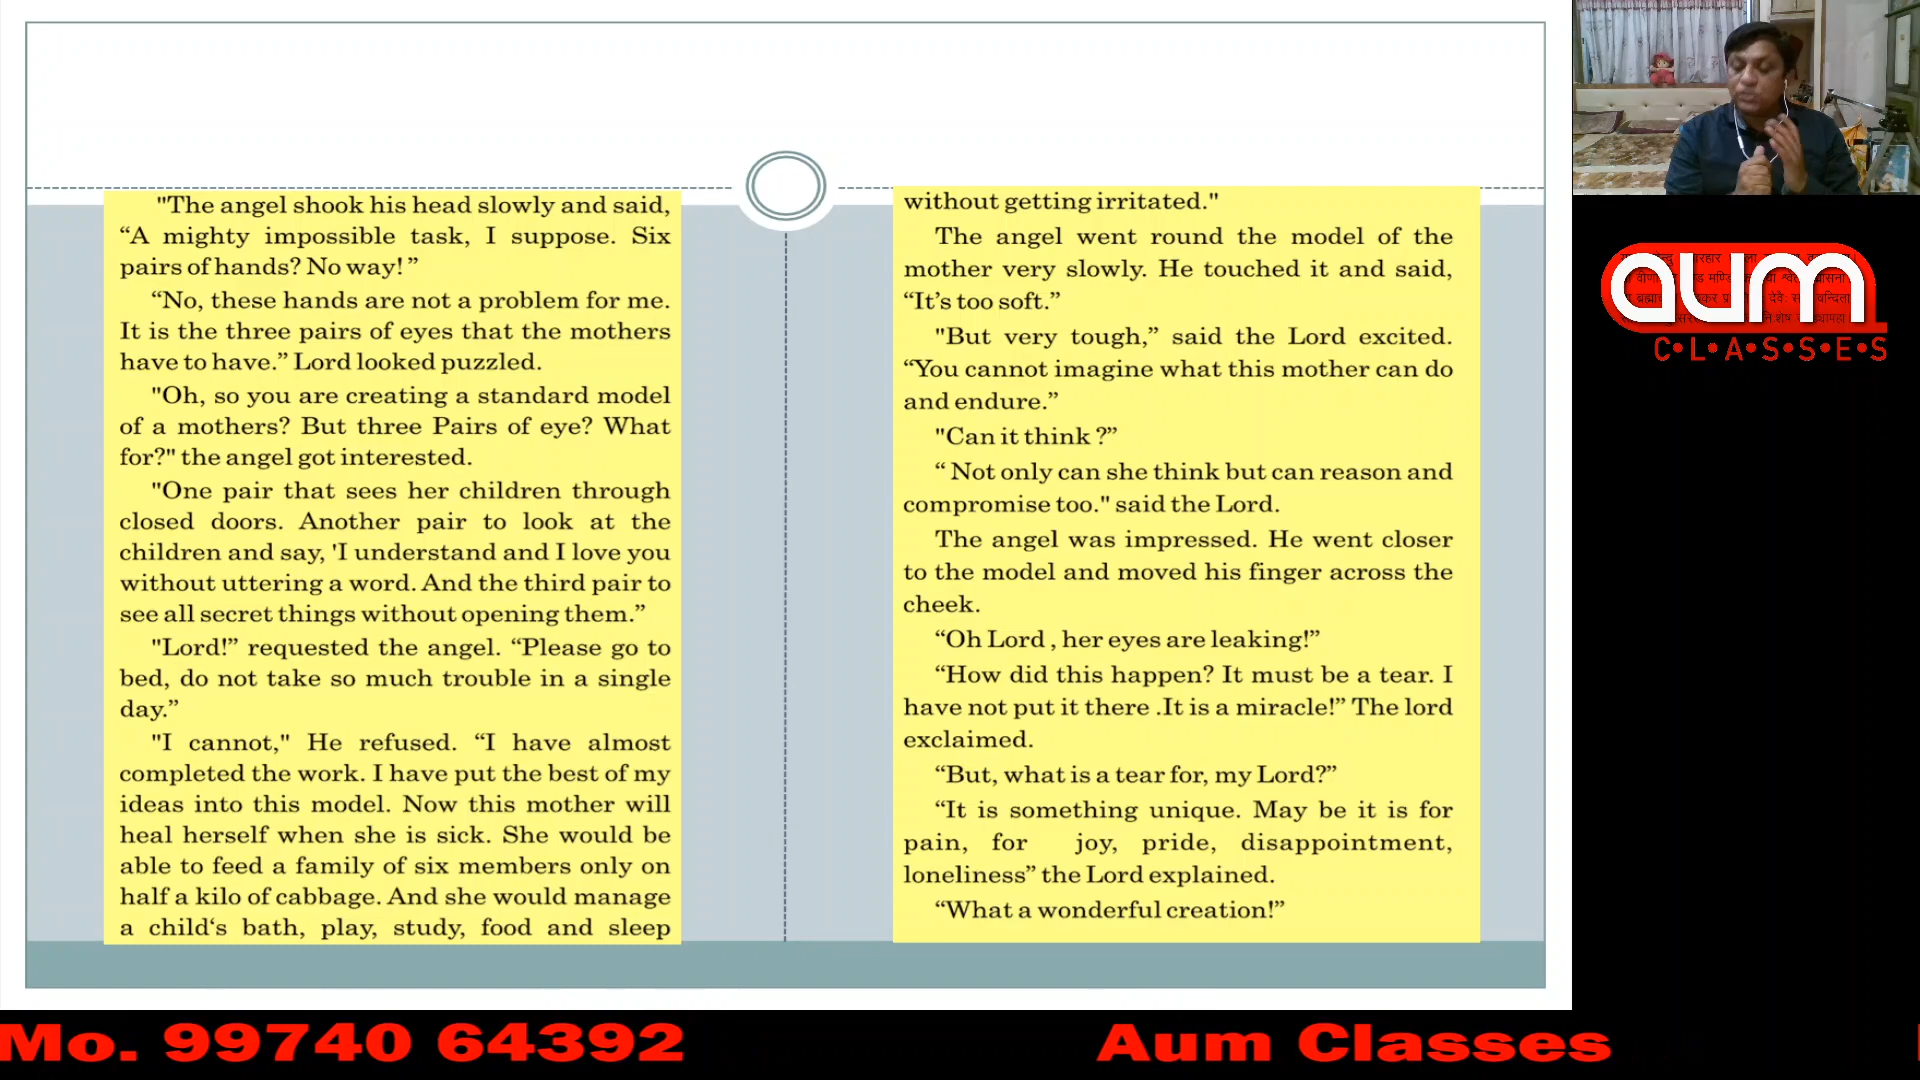 "The angel shook his head slowly and said,
“A mighty impossible task, I suppose. Six
pairs of hands? No way!”
“No, these hands are not a problem for me.
It is the three pairs of eyes that the mothers
have to have.” Lord looked puzzled.
"Oh, so you are creating a standard model
of a mothers? But three Pairs of eye? What
for?" the angel got interested.
"One pair that sees her children through
closed doors. Another pair to look at the
children and say, 'I understand and I love you
without uttering a word. And the third pair to
see all secret things without opening them.”
"Lord!” requested the angel. “Please go to
bed, do not take so much trouble in a single
day.”
"I cannot," He refused. “I have almost
completed the work. I have put the best of my
ideas into this model. Now this mother will
heal herself when she is sick. She would be
able to feed a family of six members only on
half a kilo of cabbage. And she would manage
a child‘s bath, play, study, food and sleep
without getting irritated."
The angel went round the model of the
mother very slowly. He touched it and said,
“It’s too soft.”
"But very tough,” said the Lord excited.
“You cannot imagine what this mother can do
and endure.”
"Can it think ?”
“ Not only can she think but can reason and
compromise too." said the Lord.
The angel was impressed. He went closer
to the model and moved his finger across the
cheek.
“Oh Lord , her eyes are leaking!”
“How did this happen? It must be a tear. I
have not put it there .It is a miracle!” The lord
exclaimed.
“But, what is a tear for, my Lord?”
“It is something unique. May be it is for
pain, for joy, pride, disappointment,
loneliness” the Lord explained.
“What a wonderful creation!”
aum
C•L•A•S•S•E•S
Mo. 99740 64392 Aum Classes